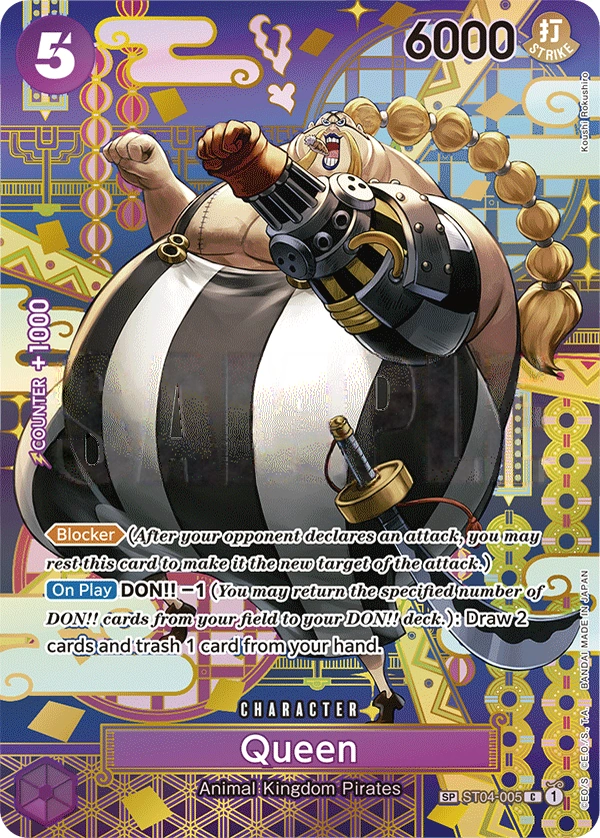 5
6000
打
STRIKE
Koushi Rokushiro
COUNTER +1000
SAMPLE
Blocker (After your opponent declares an attack, you may
rest this card to make it the new target of the attack.)
On Play DON!! −1 (You may return the specified number of
DON!! cards from your field to your DON!! deck.): Draw 2
cards and trash 1 card from your hand.
CHARACTER
Queen
Animal Kingdom Pirates
SP ST04-005 C 1
©E.O./S. ©E.O./S.,T.A. BANDAI MADE IN JAPAN